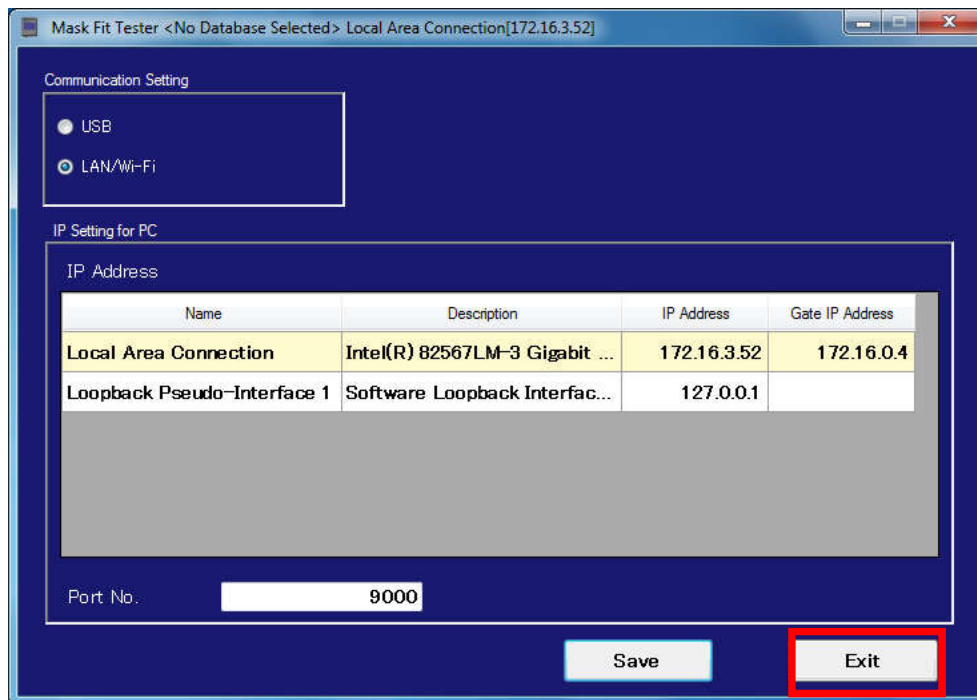 Mask Fit Tester <No Database Selected> Local Area Connection[172.16.3.52]
Communication Setting
USB
LAN/Wi-Fi
IP Setting for PC
IP Address
Name Description IP Address Gate IP Address
Local Area Connection Intel(R) 82567LM-3 Gigabit ... 172.16.3.52 172.16.0.4
Loopback Pseudo-Interface 1 Software Loopback Interfac... 127.0.0.1
Port No. 9000
Save Exit